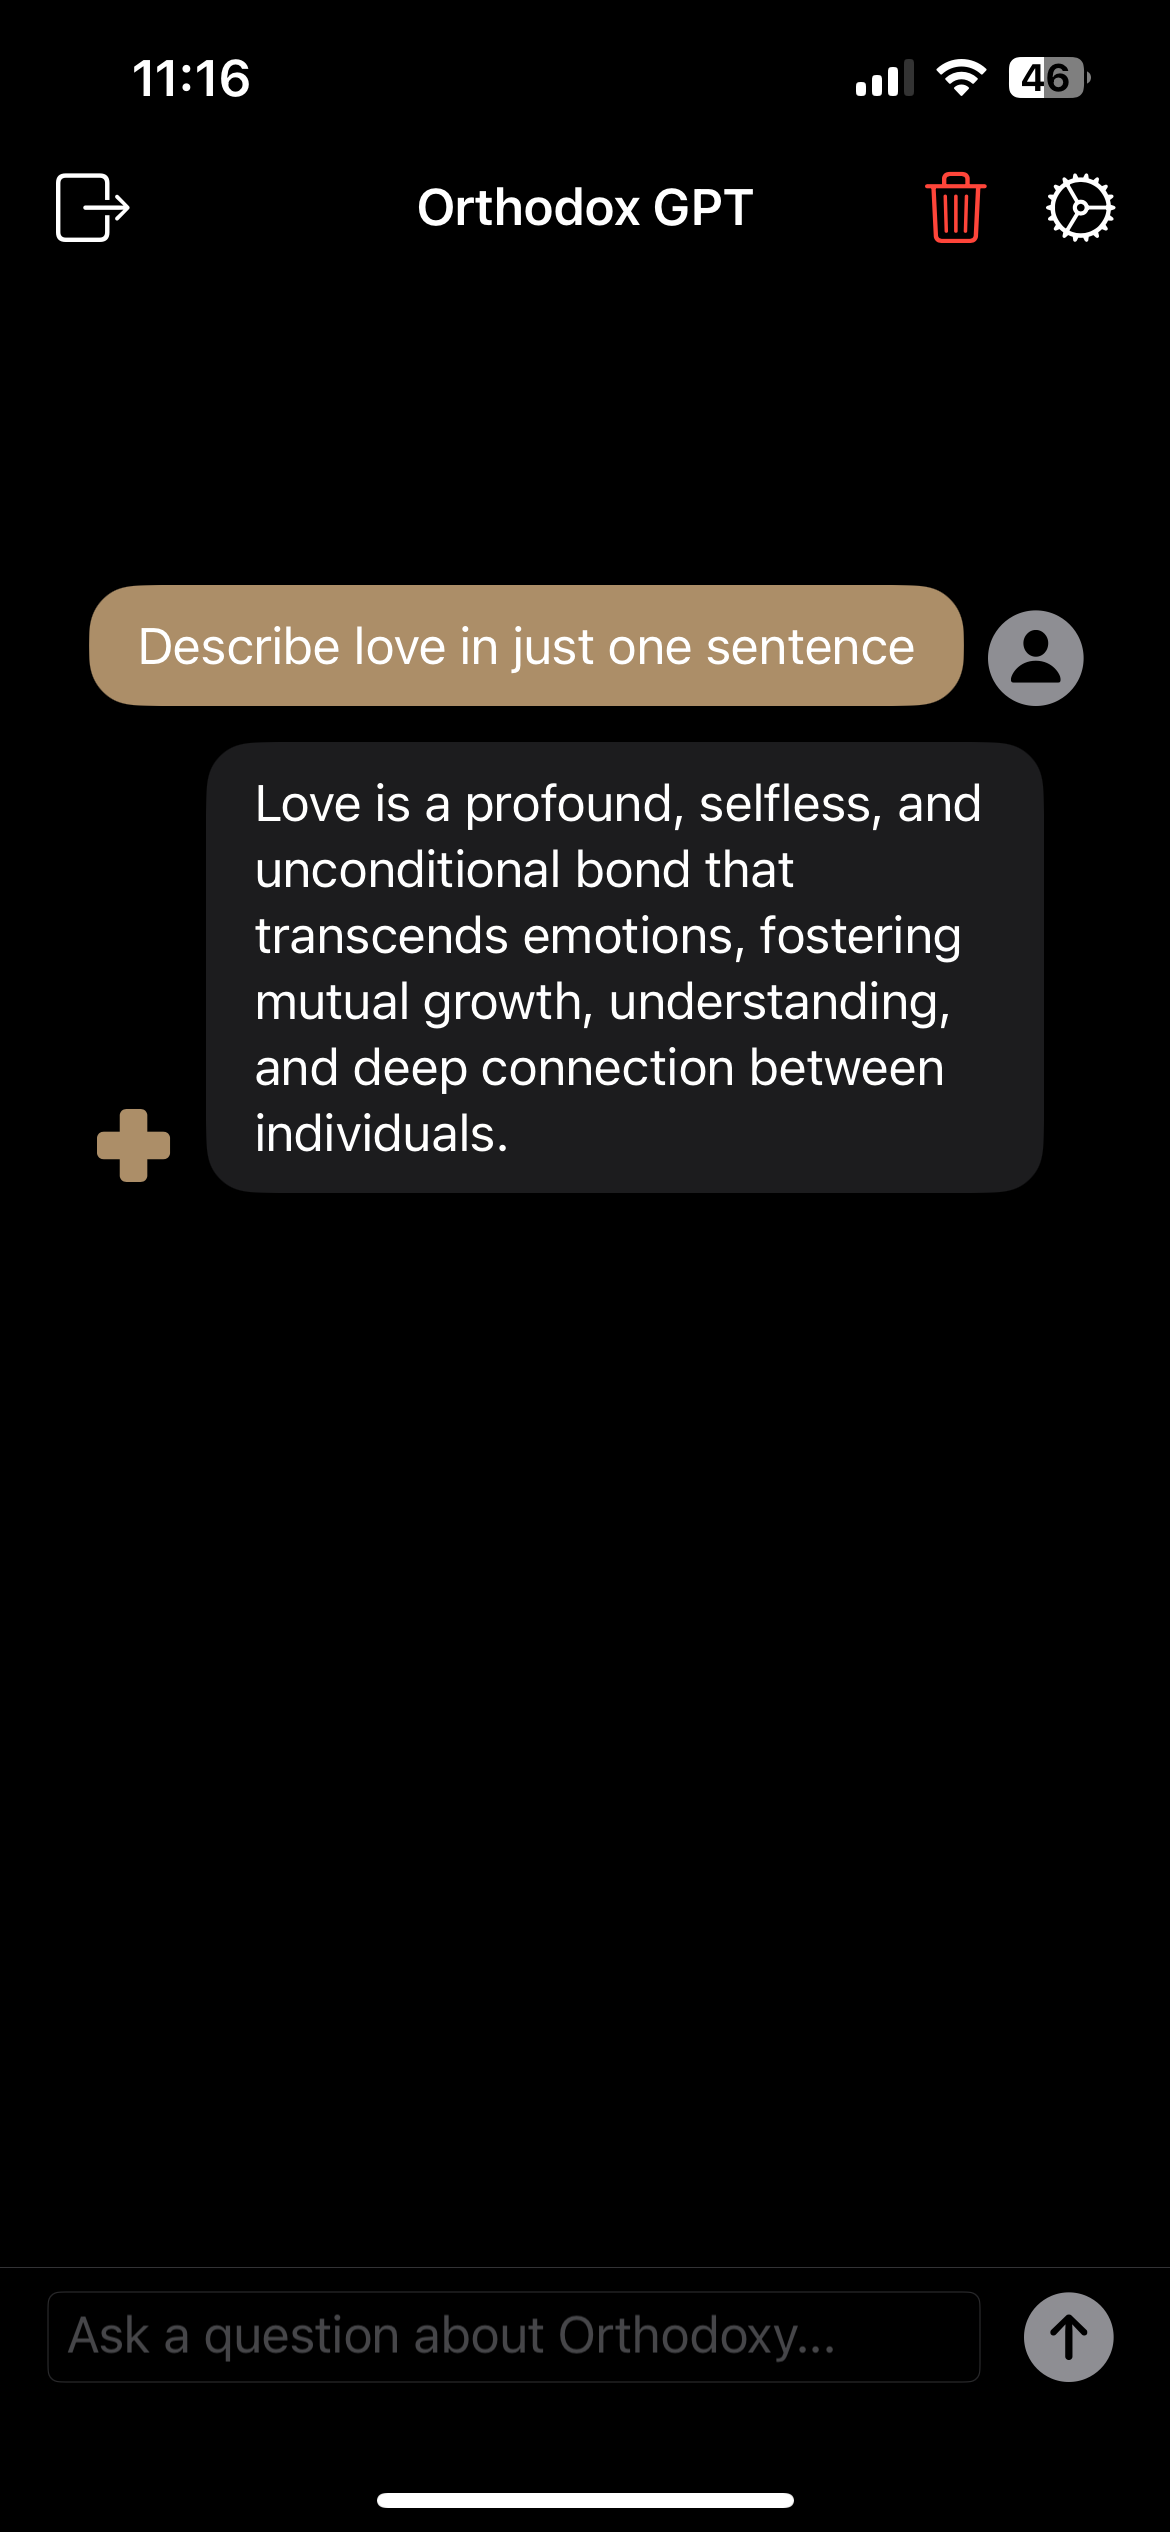 11:16
46
Orthodox GPT
Describe love in just one sentence
Love is a profound, selfless, and
unconditional bond that
transcends emotions, fostering
mutual growth, understanding,
and deep connection between
individuals.
Ask a question about Orthodoxy...